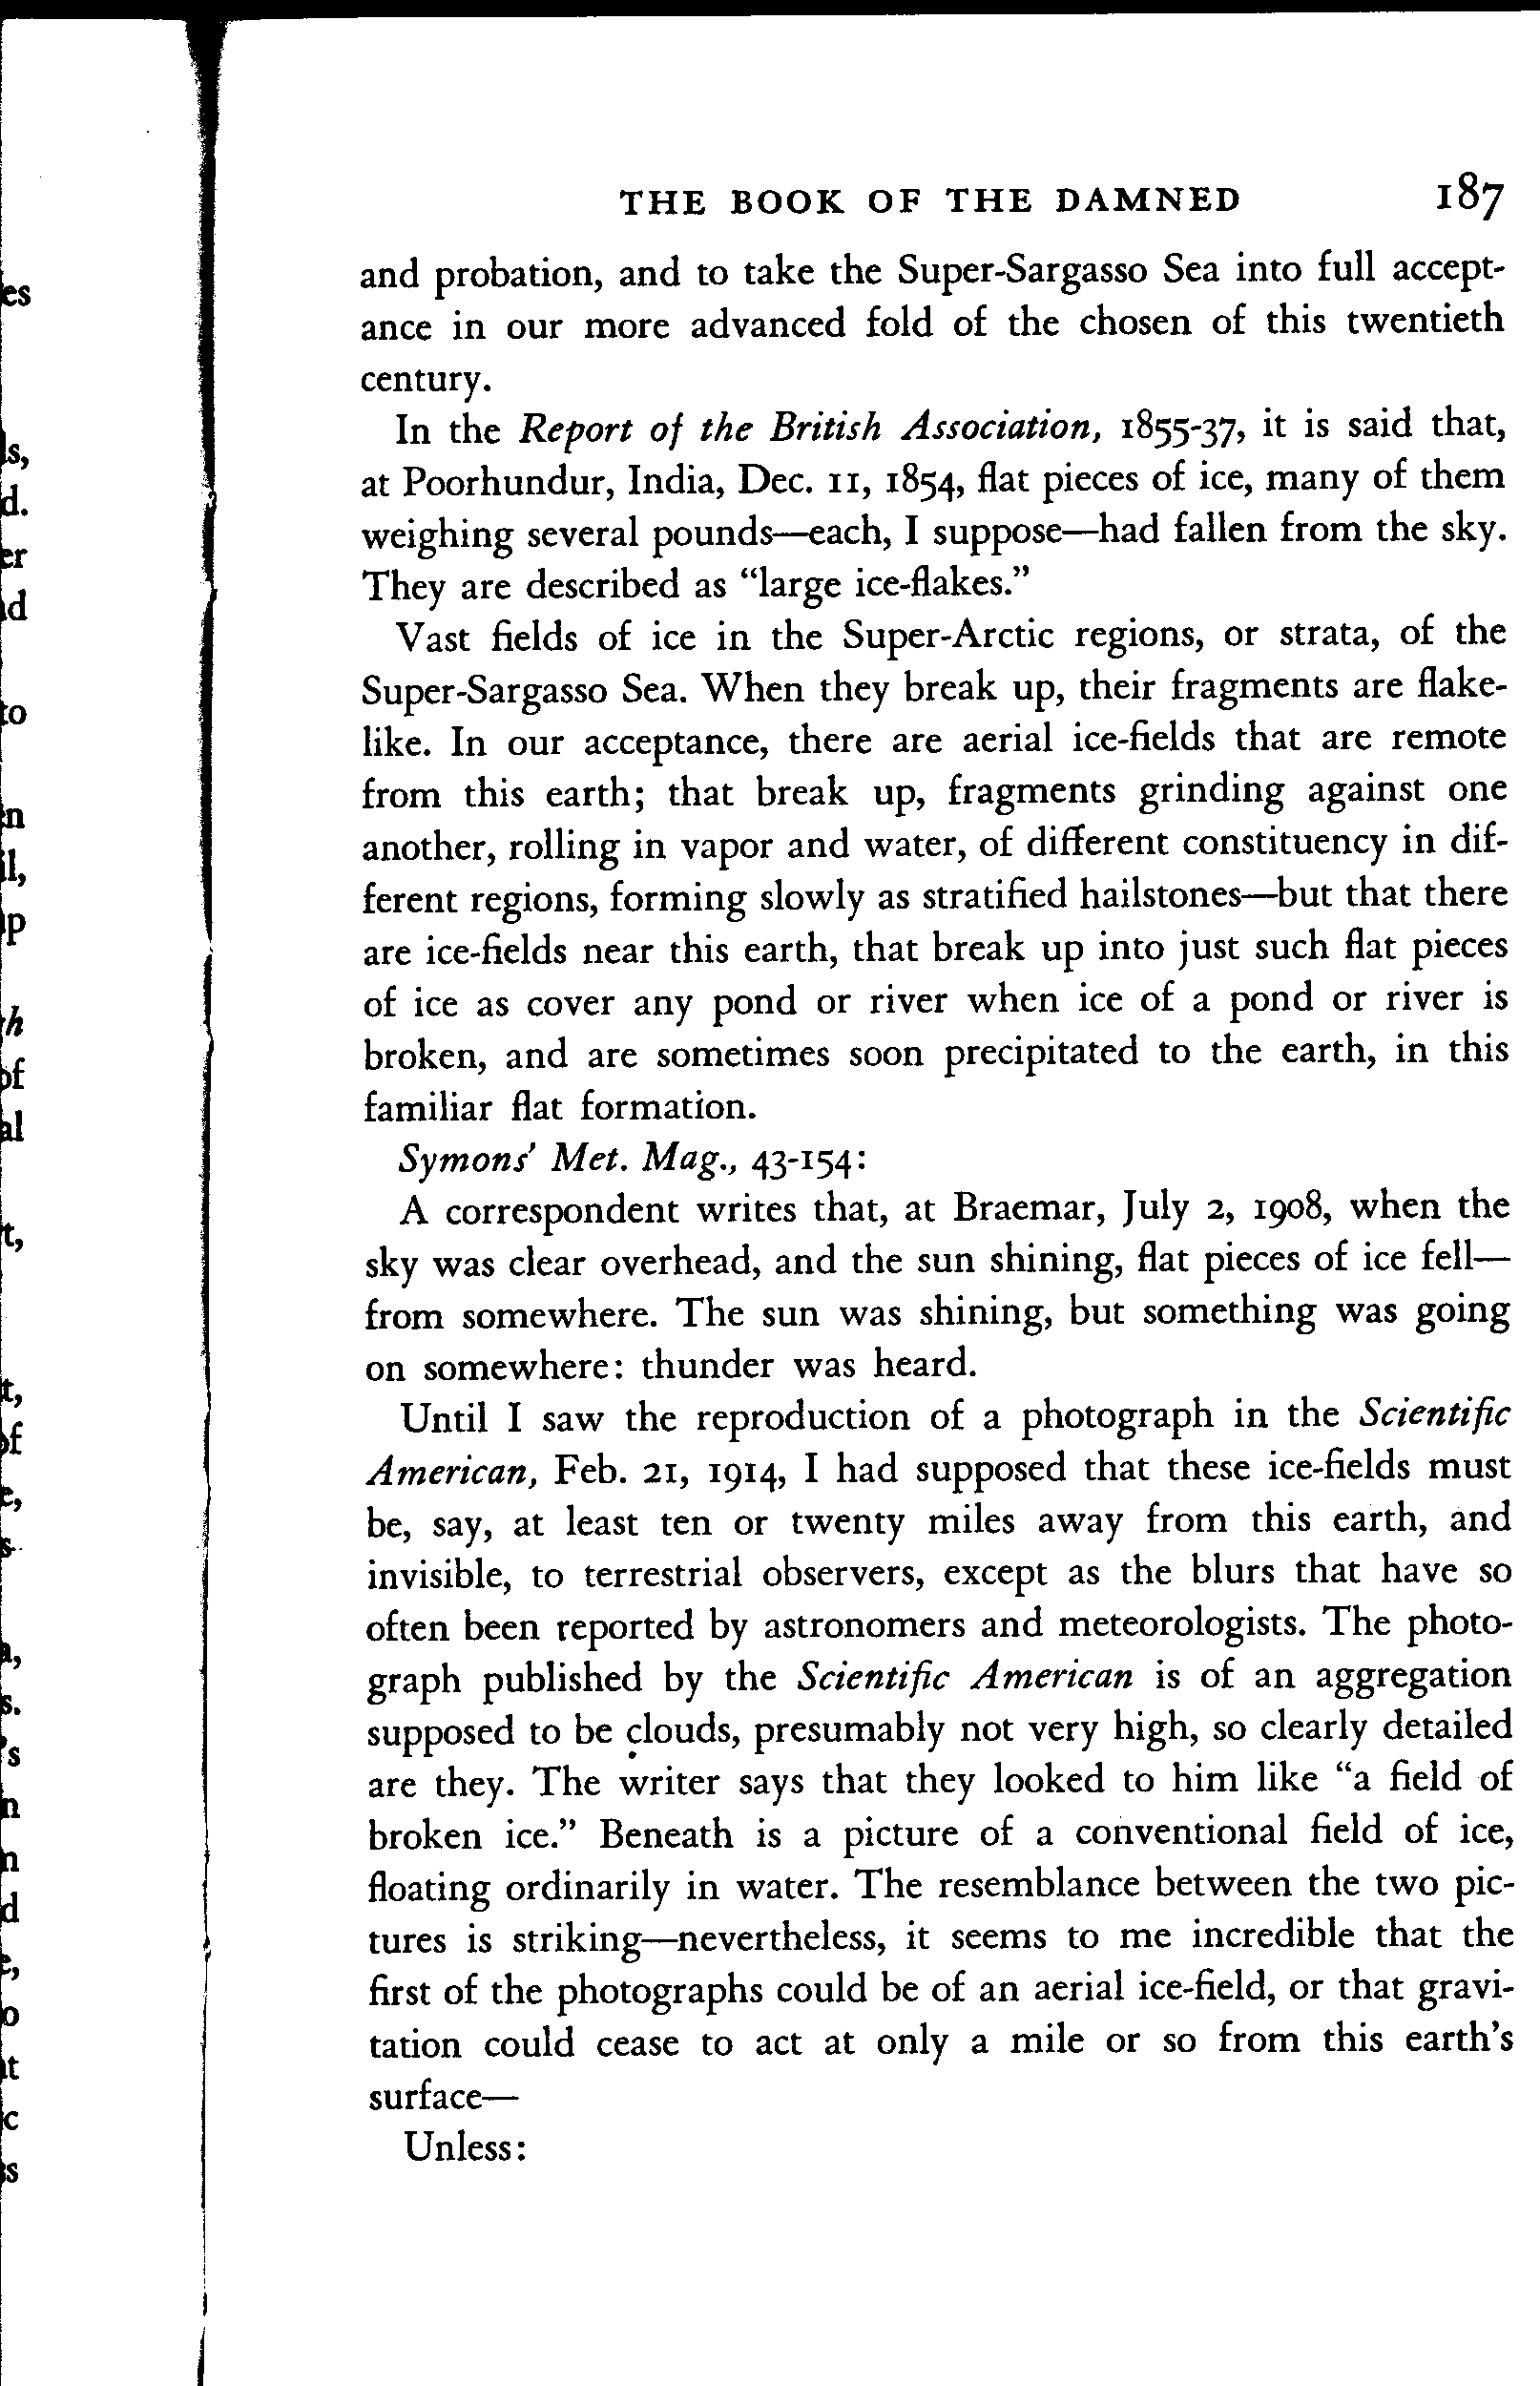 THE BOOK OF THE DAMNED 187
and probation, and to take the Super-Sargasso Sea into full accept-
ance in our more advanced fold of the chosen of this twentieth
century.
In the Report of the British Association, 1855-37, it is said that,
at Poorhundur, India, Dec. 11, 1854, flat pieces of ice, many of them
weighing several pounds—each, I suppose—had fallen from the sky.
They are described as “large ice-flakes.”
Vast fields of ice in the Super-Arctic regions, or strata, of the
Super-Sargasso Sea. When they break up, their fragments are flake-
like. In our acceptance, there are aerial ice-fields that are remote
from this earth; that break up, fragments grinding against one
another, rolling in vapor and water, of different constituency in dif-
ferent regions, forming slowly as stratified hailstones—but that there
are ice-fields near this earth, that break up into just such flat pieces
of ice as cover any pond or river when ice of a pond or river is
broken, and are sometimes soon precipitated to the earth, in this
familiar flat formation.
Symons’ Met. Mag., 43-154:
A correspondent writes that, at Braemar, July 2, 1908, when the
sky was clear overhead, and the sun shining, flat pieces of ice fell—
from somewhere. The sun was shining, but something was going
on somewhere: thunder was heard.
Until I saw the reproduction of a photograph in the Scientific
American, Feb. 21, 1914, I had supposed that these ice-fields must
be, say, at least ten or twenty miles away from this earth, and
invisible, to terrestrial observers, except as the blurs that have so
often been reported by astronomers and meteorologists. The photo-
graph published by the Scientific American is of an aggregation
supposed to be clouds, presumably not very high, so clearly detailed
are they. The writer says that they looked to him like “a field of
broken ice.” Beneath is a picture of a conventional field of ice,
floating ordinarily in water. The resemblance between the two pic-
tures is striking—nevertheless, it seems to me incredible that the
first of the photographs could be of an aerial ice-field, or that gravi-
tation could cease to act at only a mile or so from this earth’s
surface—
Unless: